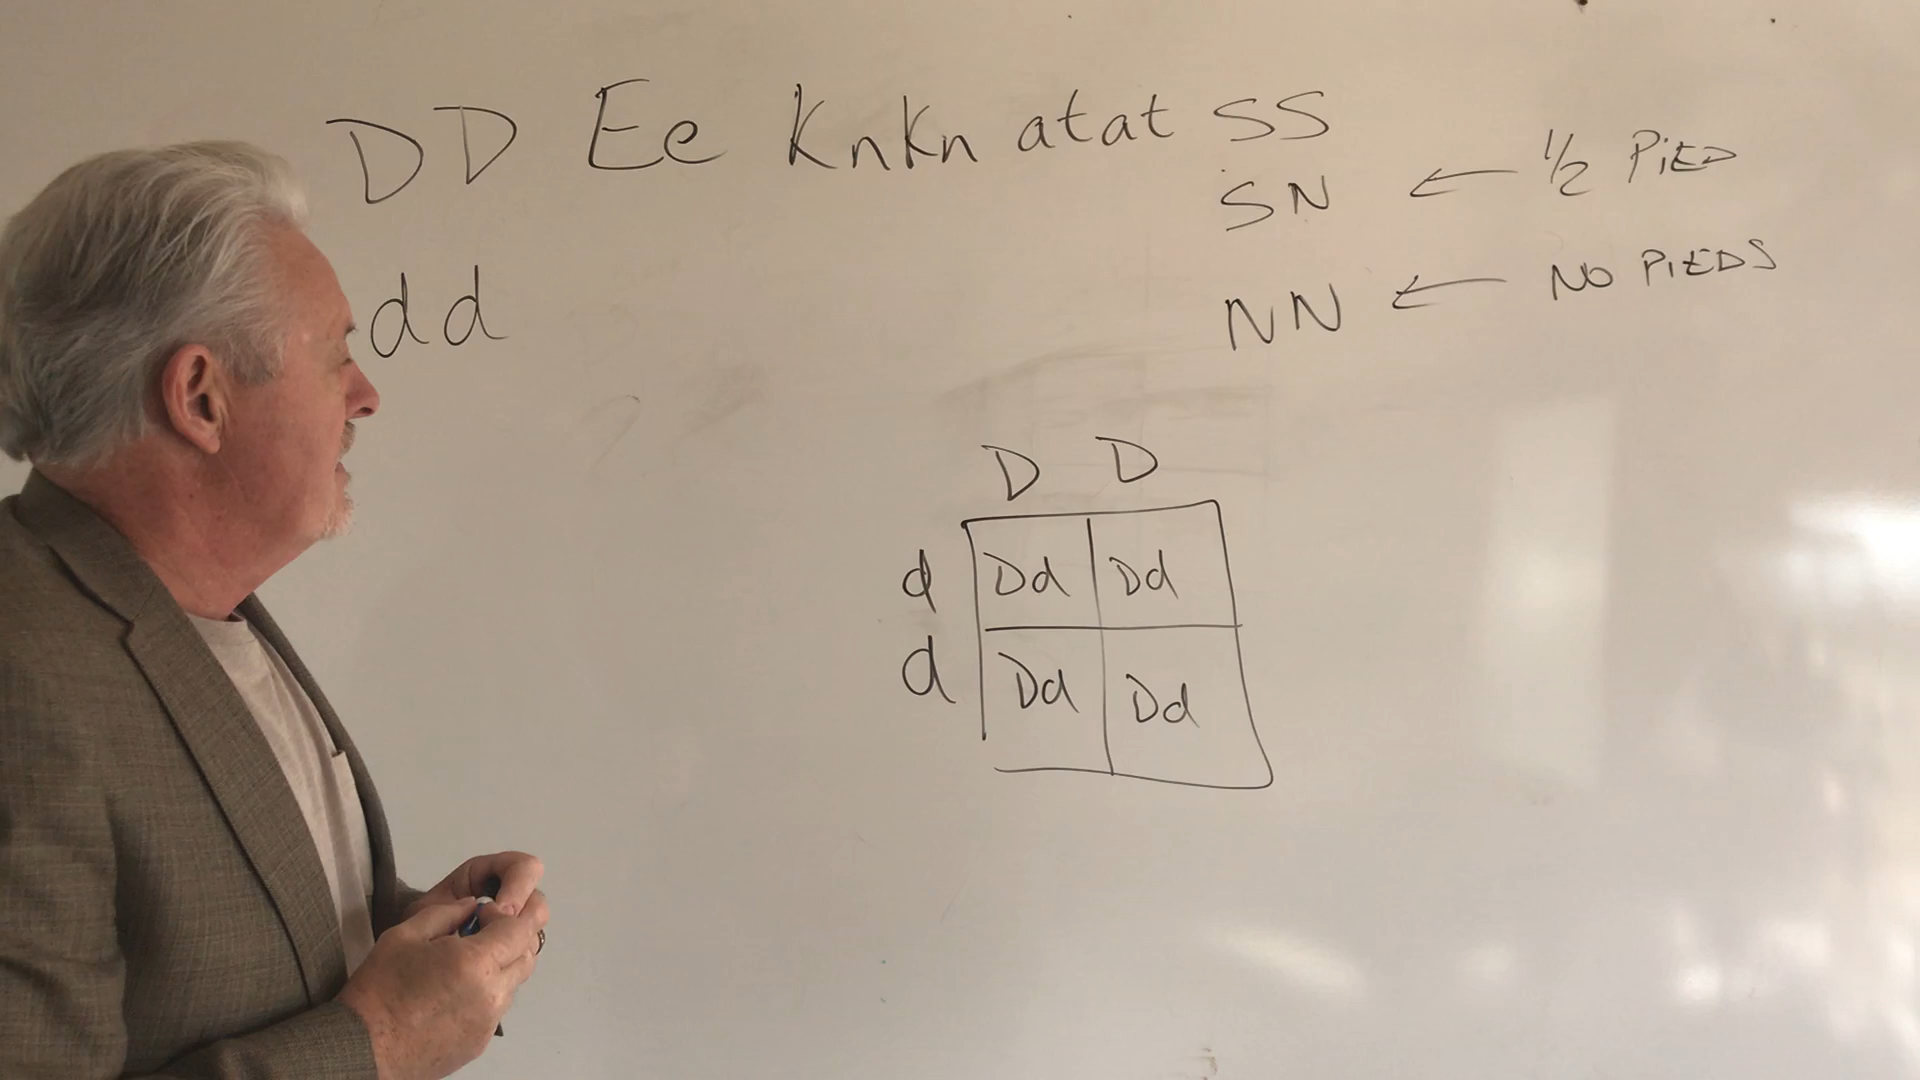 DD Ee KnKn atat SS
SN ← 1/2 PiED
dd
NN ← NO PiEDS
D D
d Dd Dd
d Dd Dd